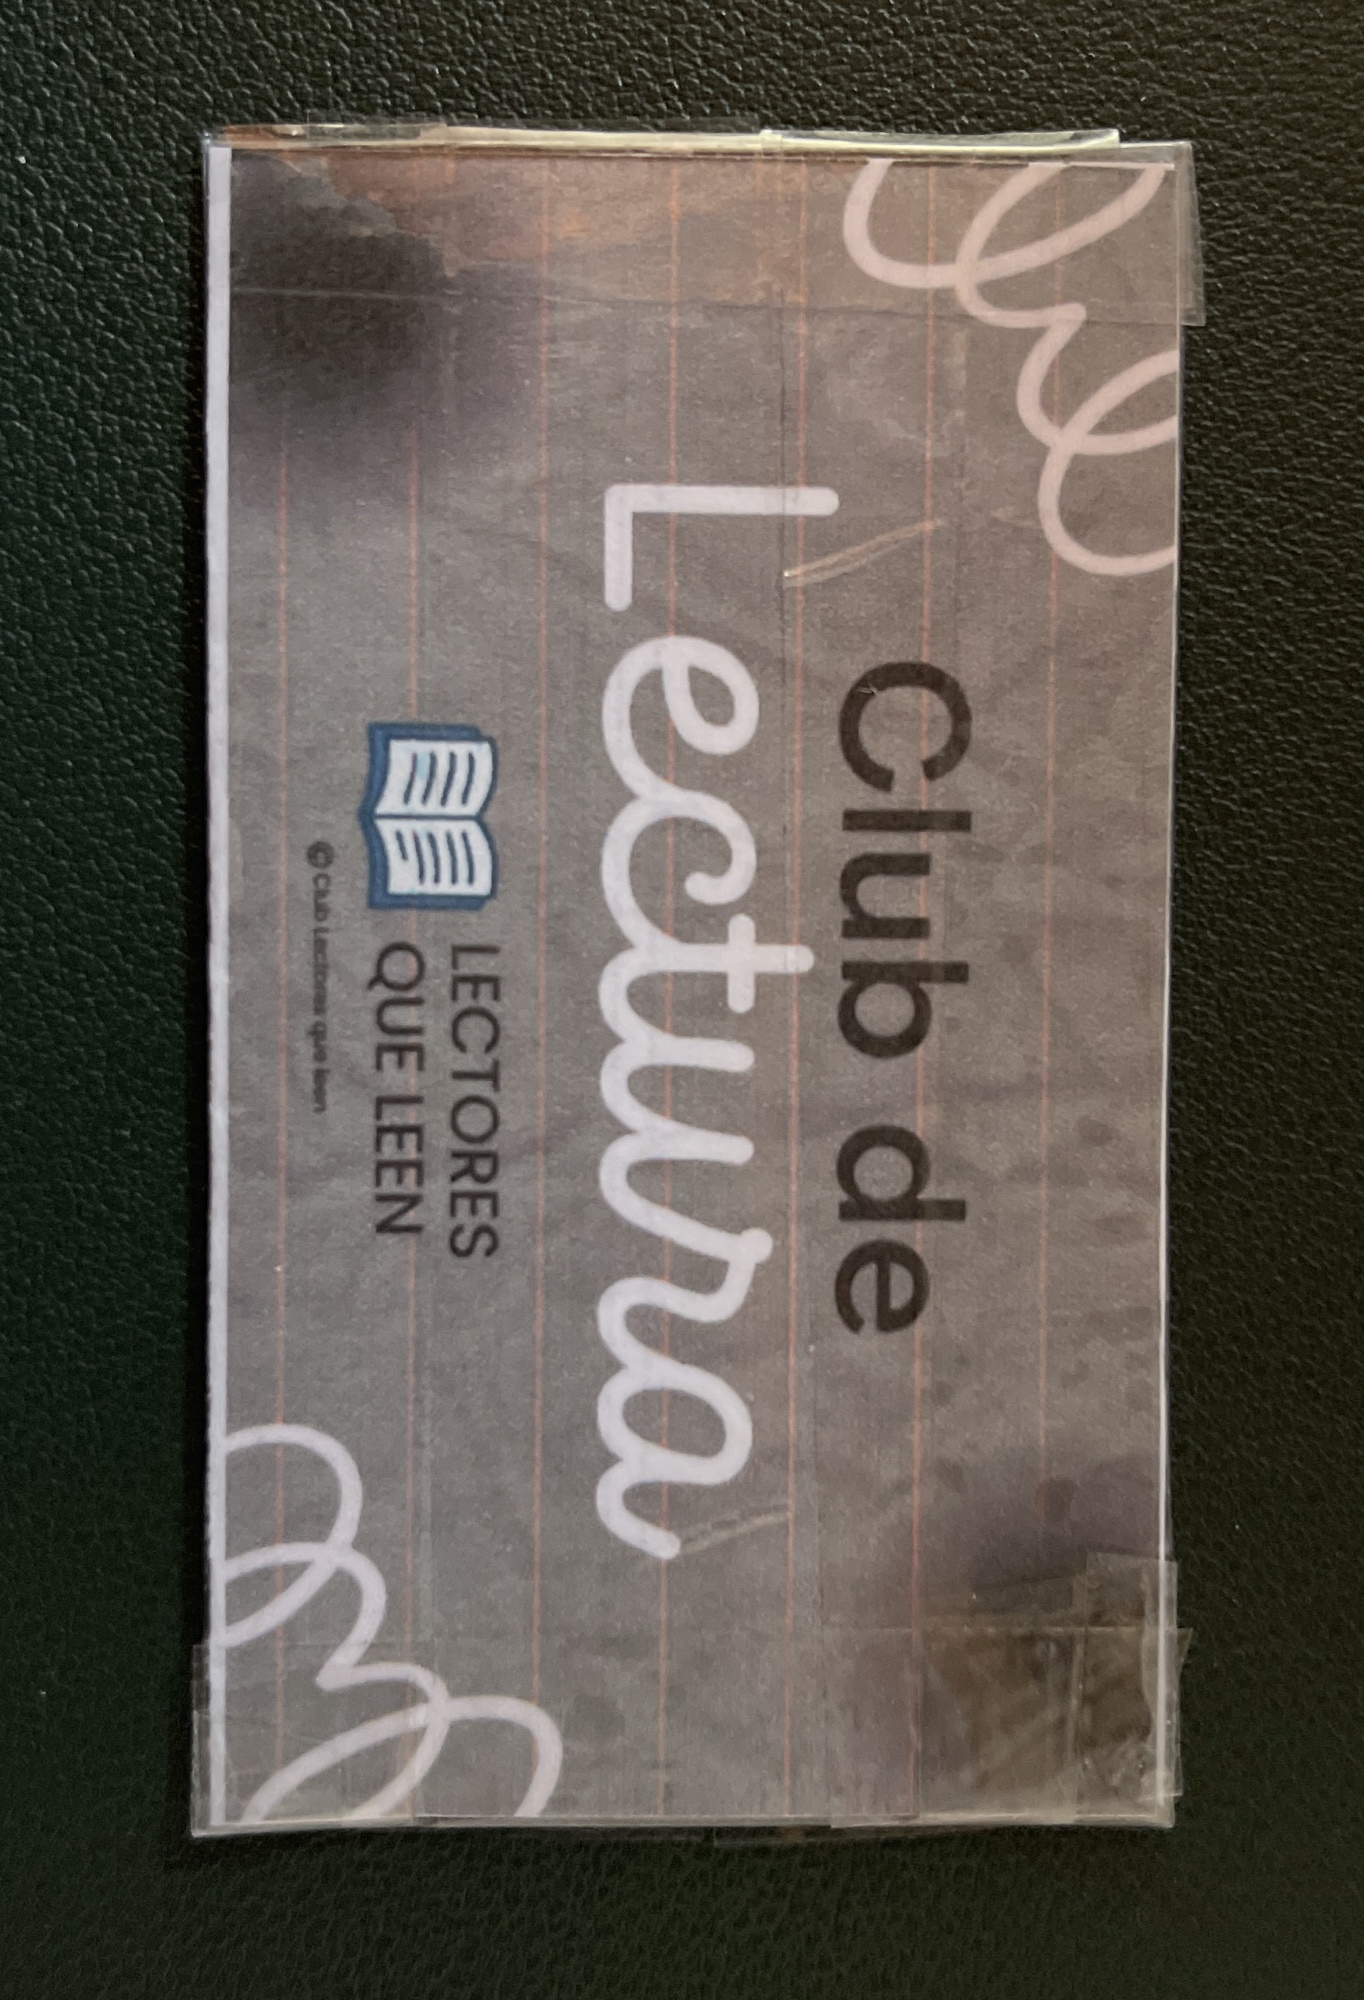 Club de
Lectura
LECTORES
QUE LEEN
© Club Lectores que leen